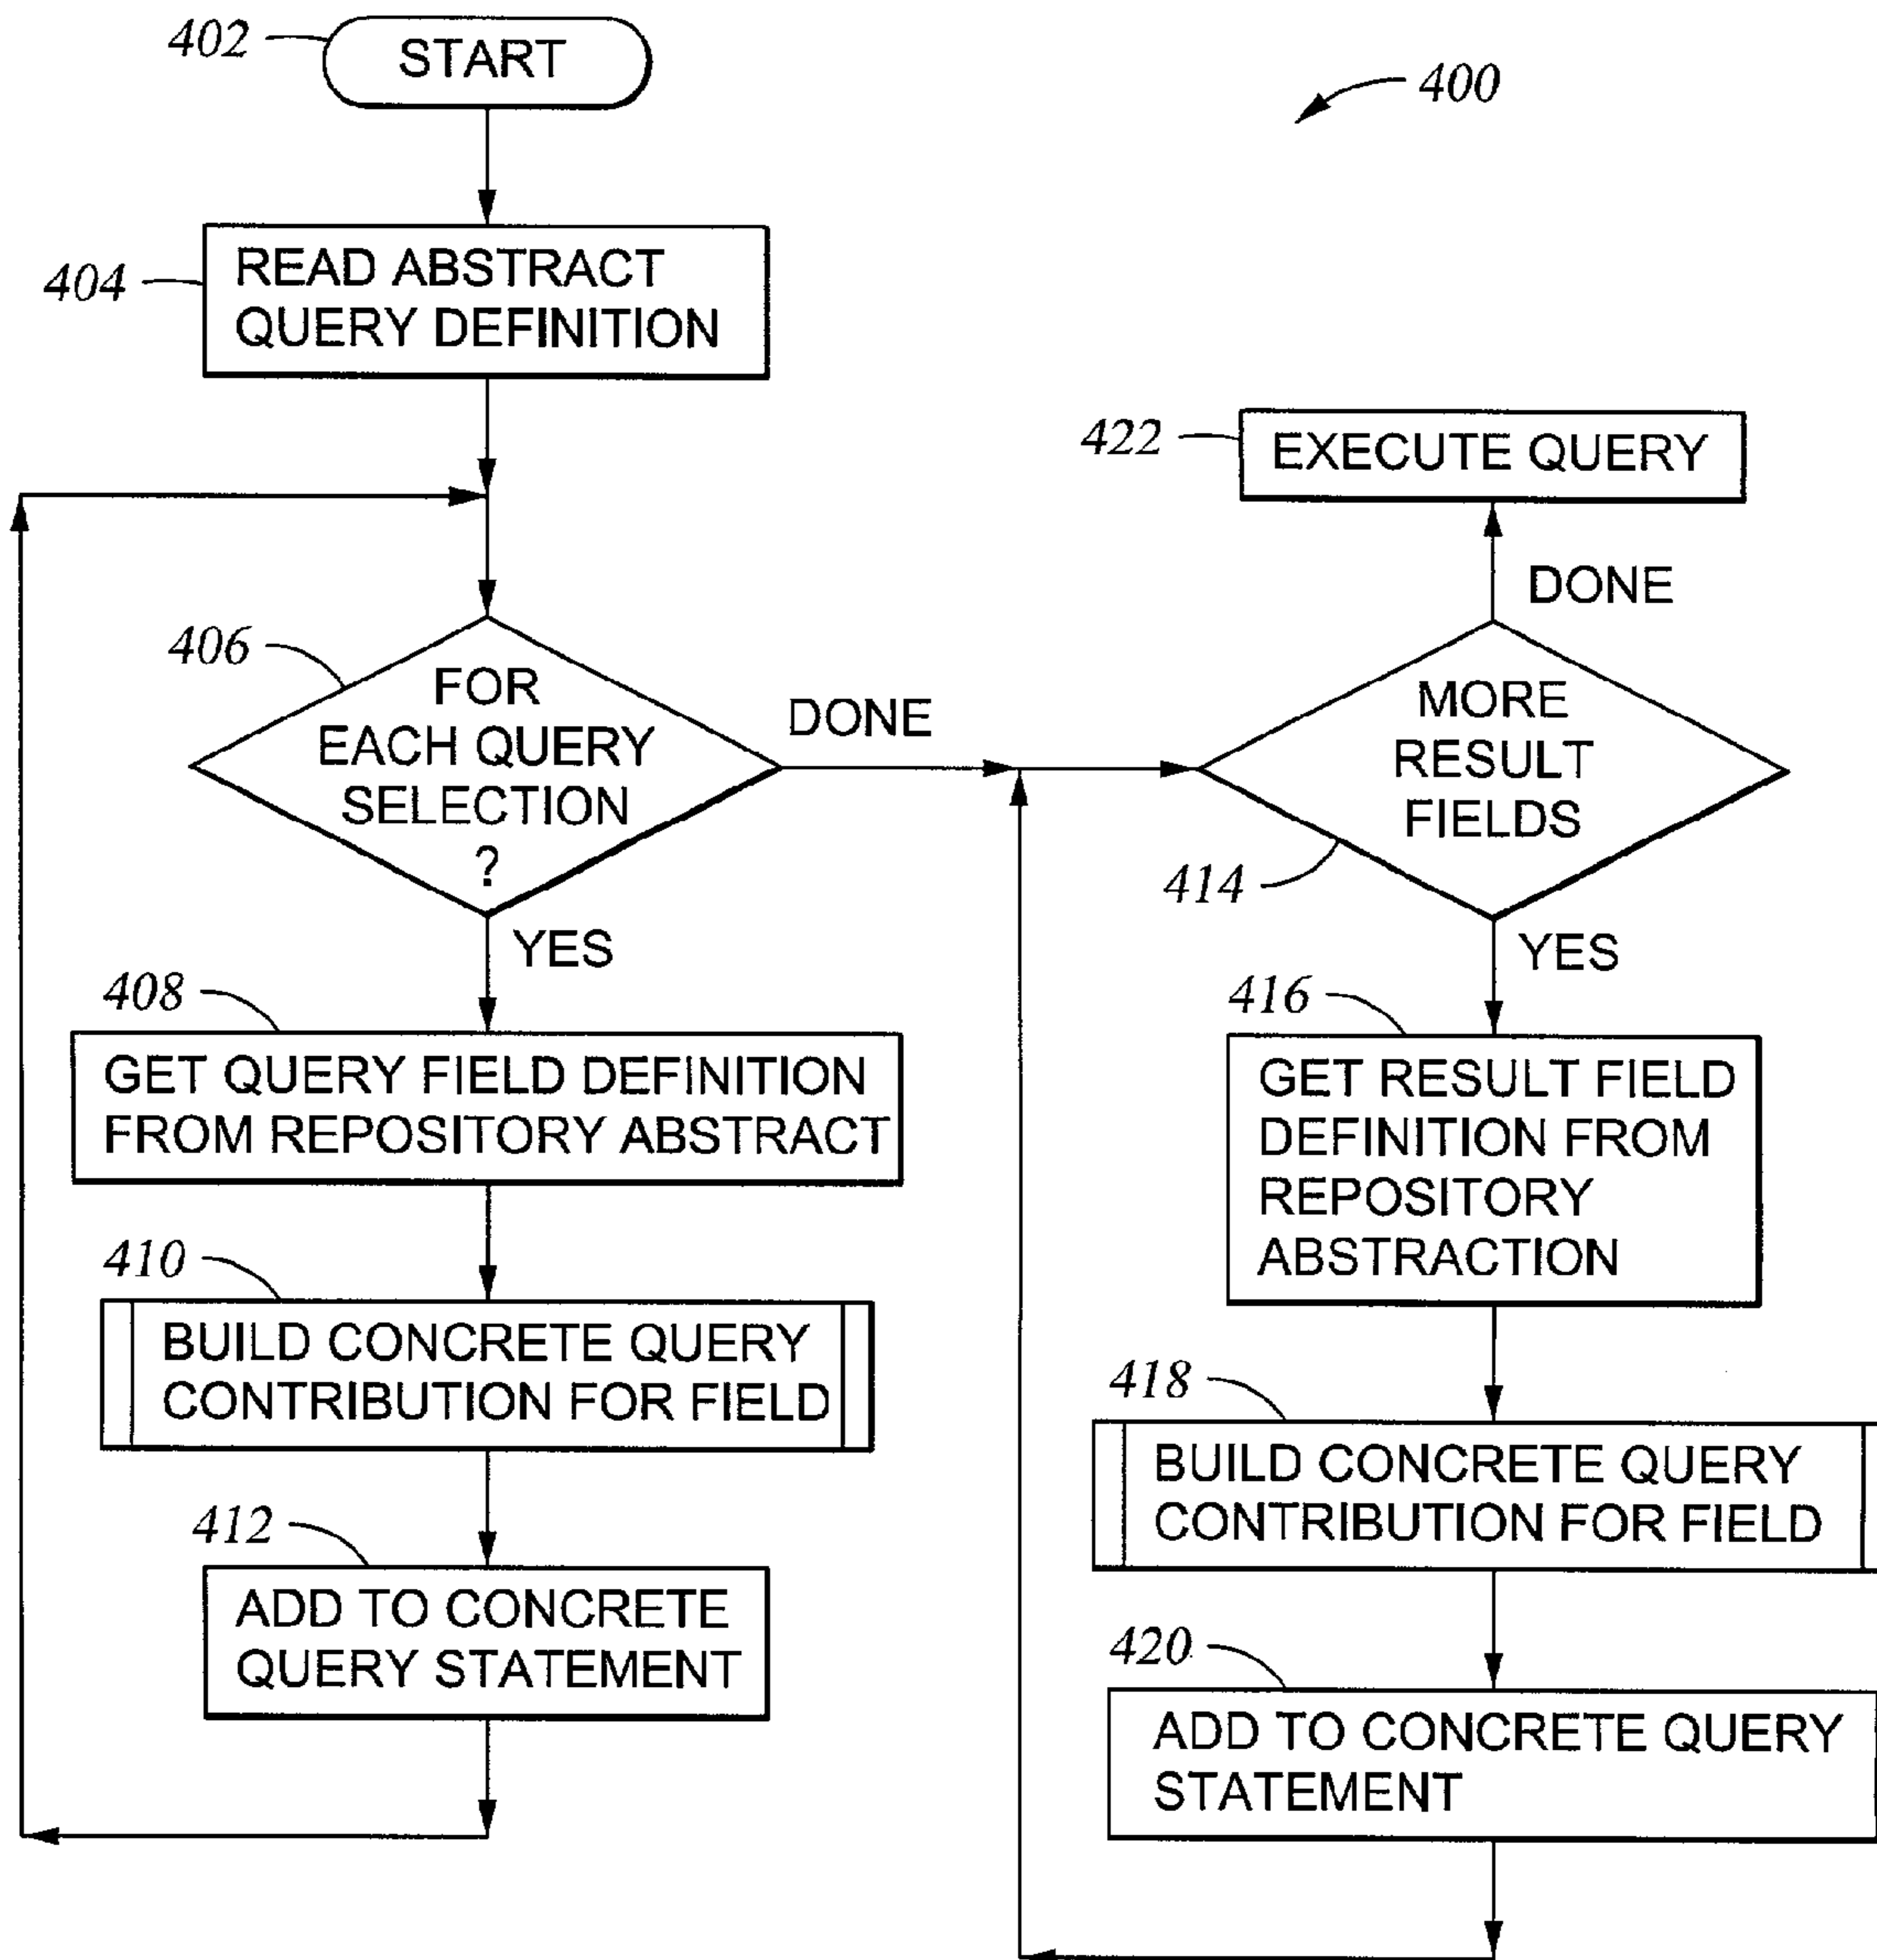 402
START
400
404
READ ABSTRACT
QUERY DEFINITION
406
FOR
EACH QUERY
SELECTION
?
DONE
YES
408
GET QUERY FIELD DEFINITION
FROM REPOSITORY ABSTRACT
410
BUILD CONCRETE QUERY
CONTRIBUTION FOR FIELD
412
ADD TO CONCRETE
QUERY STATEMENT
422
EXECUTE QUERY
DONE
MORE
RESULT
FIELDS
414
YES
416
GET RESULT FIELD
DEFINITION FROM
REPOSITORY
ABSTRACTION
418
BUILD CONCRETE QUERY
CONTRIBUTION FOR FIELD
420
ADD TO CONCRETE QUERY
STATEMENT